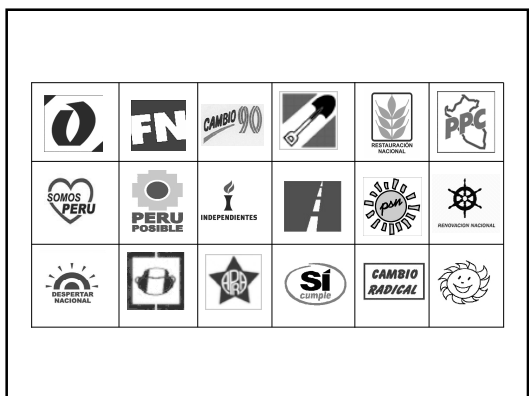 FN
CAMBIO 90
RESTAURACIÓN
NACIONAL
PPC
SOMOS
PERU
PERU
POSIBLE
INDEPENDIENTES
psn
RENOVACION NACIONAL
DESPERTAR
NACIONAL
APRA
Sí
cumple
CAMBIO
RADICAL